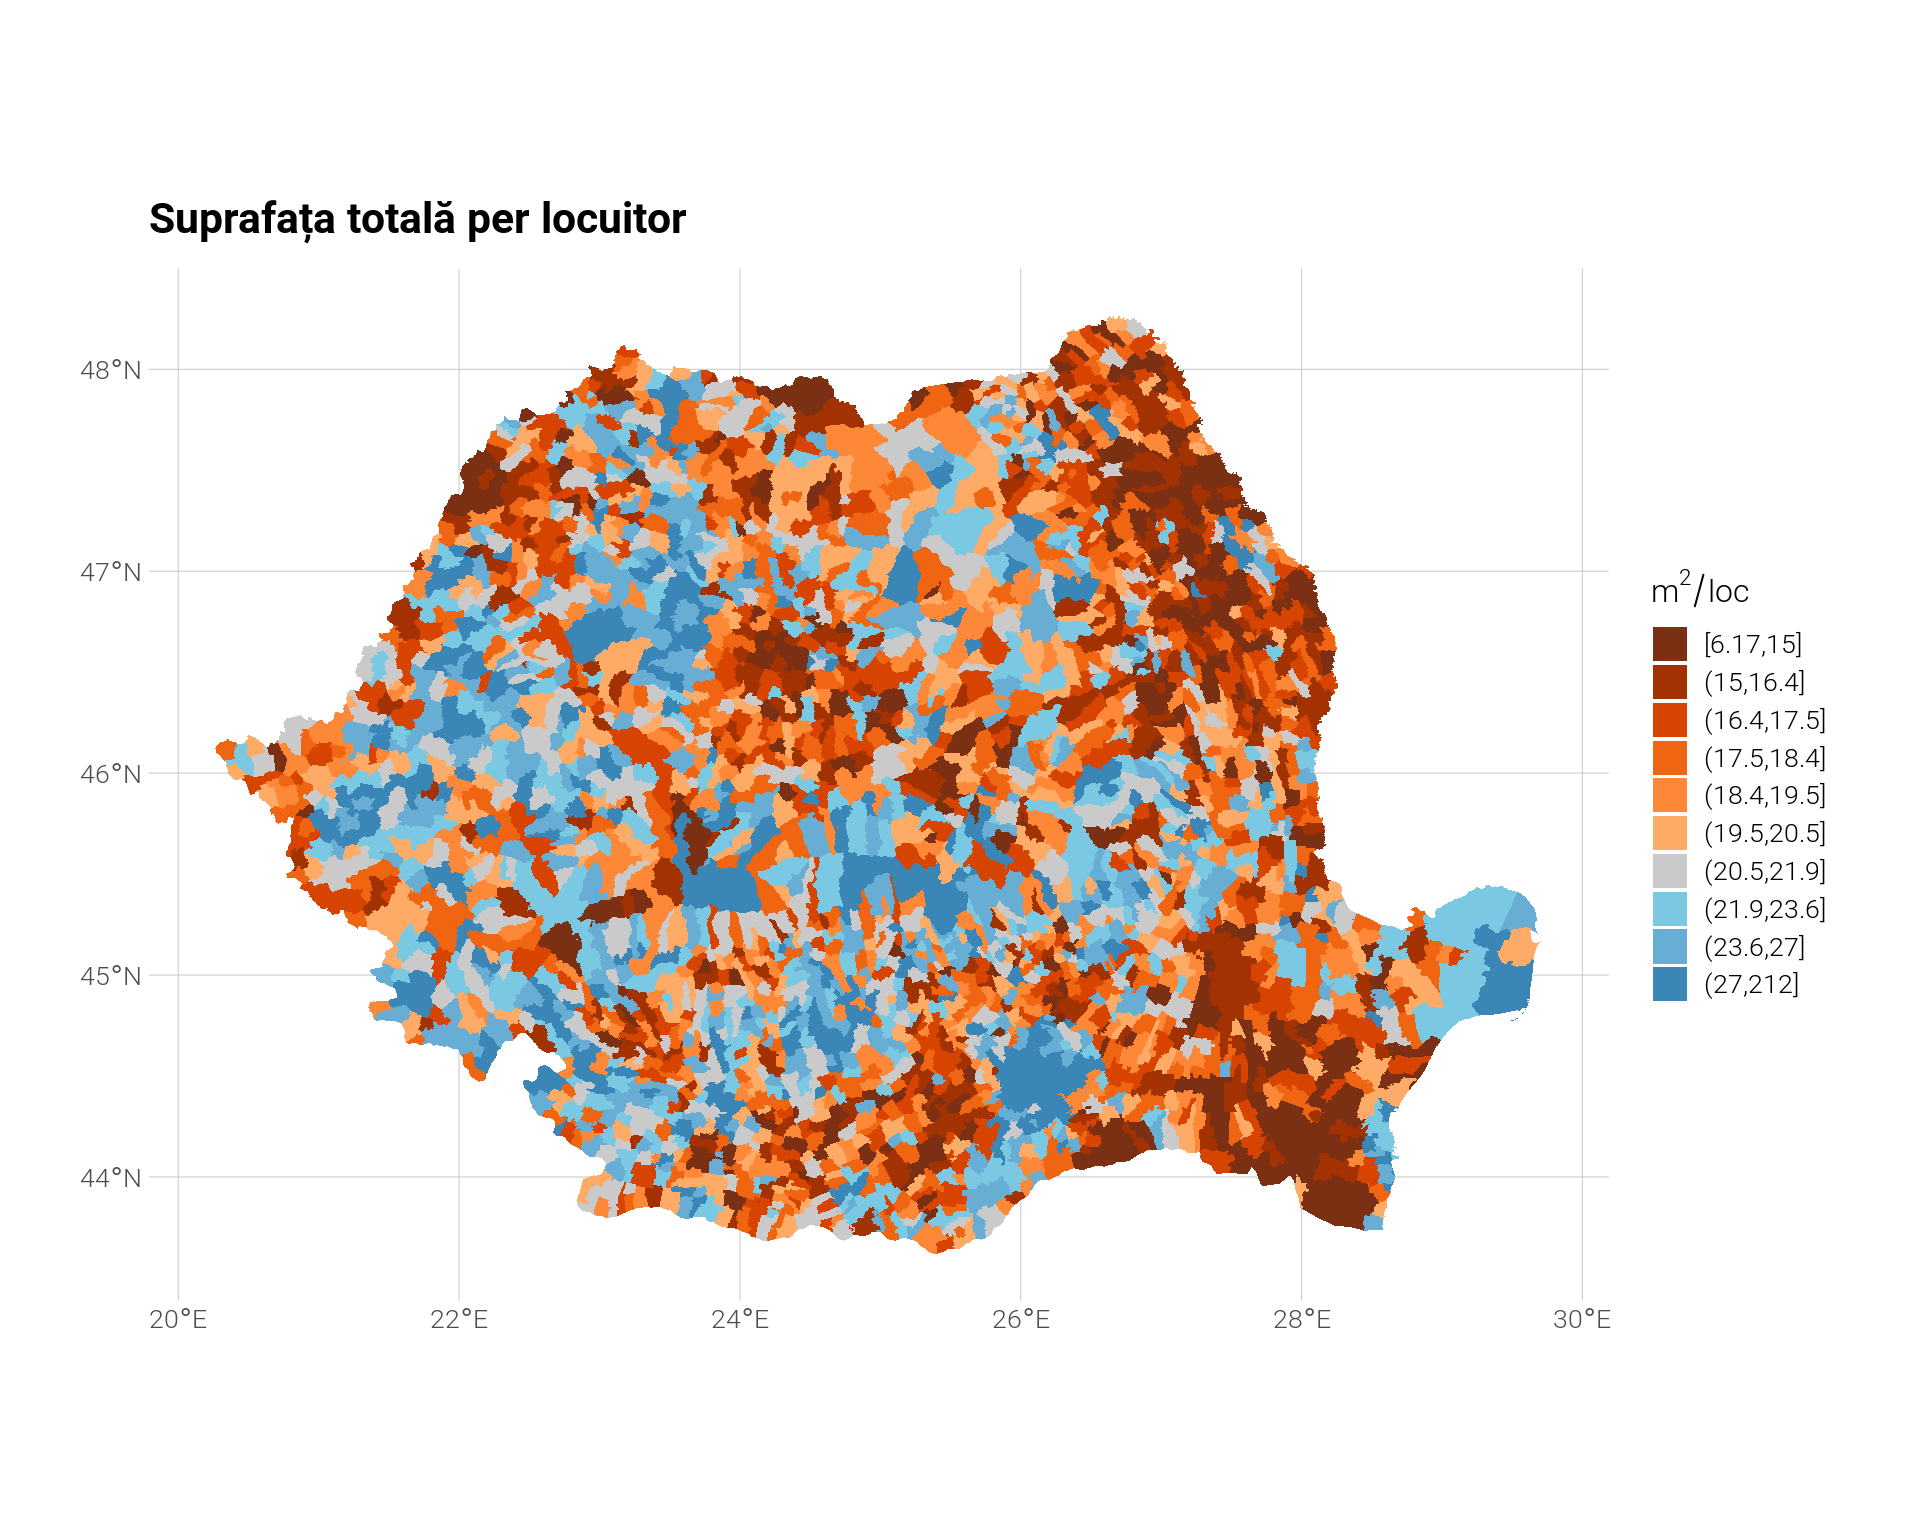 Suprafața totală per locuitor
48°N
47°N
46°N
45°N
44°N
20°E
22°E
24°E
26°E
28°E
30°E
m²/loc
[6.17,15]
(15,16.4]
(16.4,17.5]
(17.5,18.4]
(18.4,19.5]
(19.5,20.5]
(20.5,21.9]
(21.9,23.6]
(23.6,27]
(27,212]